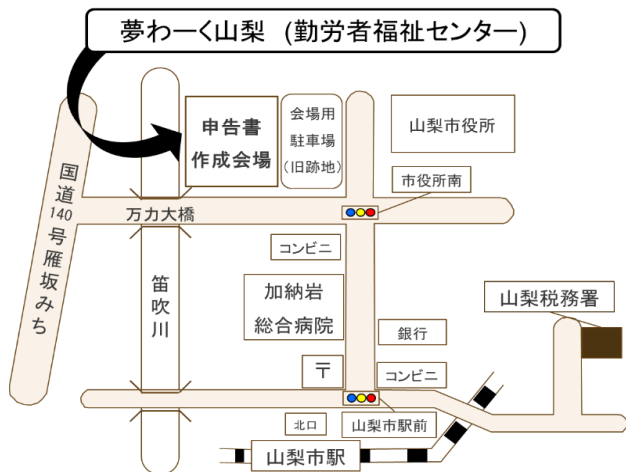 夢わーく山梨 (勤労者福祉センター)
申告書
作成会場
会場用
駐車場
(旧跡地)
山梨市役所
市役所南
国道140号雁坂みち
万力大橋
笛吹川
コンビニ
加納岩
総合病院
山梨税務署
銀行
〒
コンビニ
北口
山梨市駅前
山梨市駅